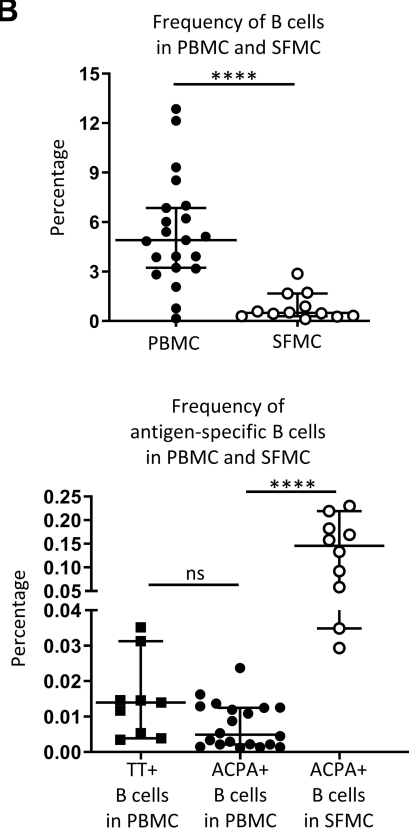 B
Frequency of B cells
in PBMC and SFMC
****
15
12
9
6
3
0
Percentage
PBMC
SFMC
Frequency of
antigen-specific B cells
in PBMC and SFMC
****
ns
0.25
0.20
0.15
0.10
0.05
0.04
0.03
0.02
0.01
0.00
Percentage
TT+
B cells
in PBMC
ACPA+
B cells
in PBMC
ACPA+
B cells
in SFMC